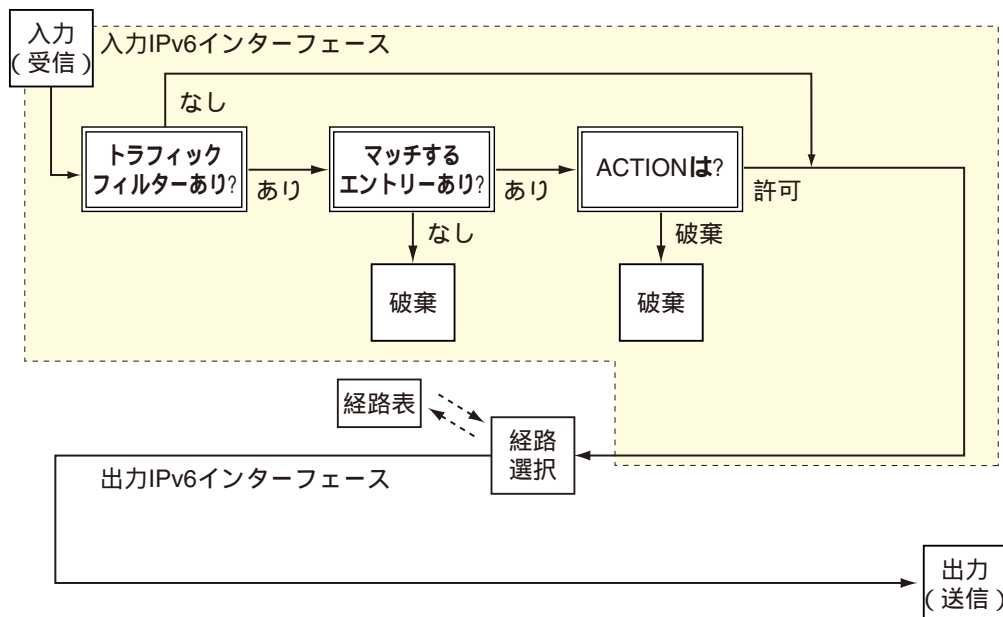 入力
(受信)
入力IPv6インターフェース
なし
トラフィック
フィルターあり?
あり
マッチする
エントリーあり?
あり
ACTIONは?
許可
なし
破棄
破棄
破棄
経路表
経路
選択
出力IPv6インターフェース
出力
(送信)